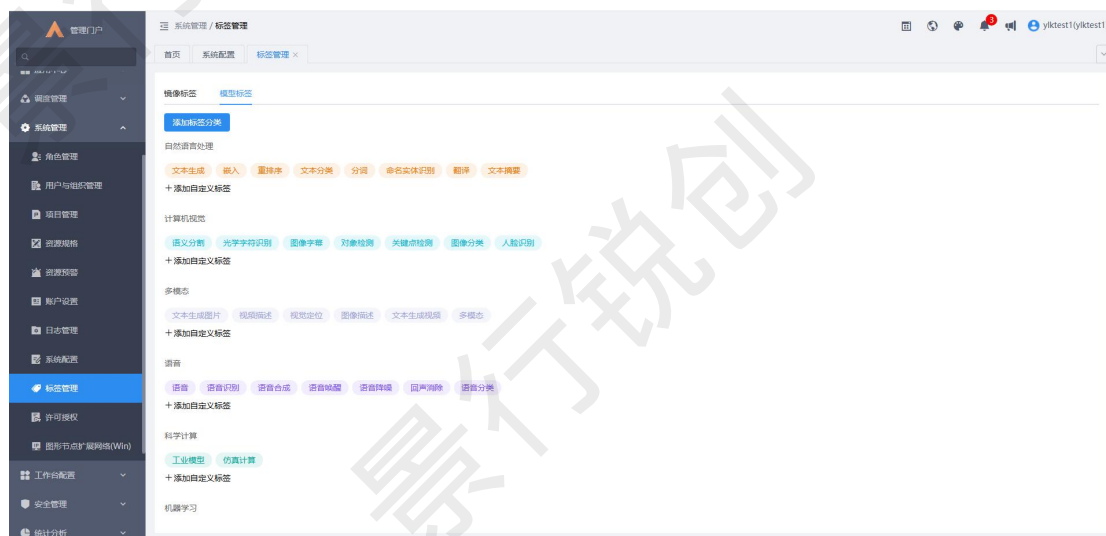 管理门户
系统管理 / 标签管理
3
ylktest1(ylktest1
首页 系统配置 标签管理 ×
调度管理
系统管理
角色管理
用户与组织管理
项目管理
资源规格
资源预警
账户设置
日志管理
系统配置
标签管理
许可授权
图形节点扩展网络(Win)
工作台配置
安全管理
统计分析
镜像标签 模型标签
添加标签分类
自然语言处理
文本生成 嵌入 重排序 文本分类 分词 命名实体识别 翻译 文本摘要
+ 添加自定义标签
计算机视觉
语义分割 光学字符识别 图像字幕 对象检测 关键点检测 图像分类 人脸识别
+ 添加自定义标签
多模态
文本生成图片 视频描述 视觉定位 图像描述 文本生成视频 多模态
+ 添加自定义标签
语音
语音 语音识别 语音合成 语音唤醒 语音降噪 回声消除 语音分类
+ 添加自定义标签
科学计算
工业模型 仿真计算
+ 添加自定义标签
机器学习
景行锐创